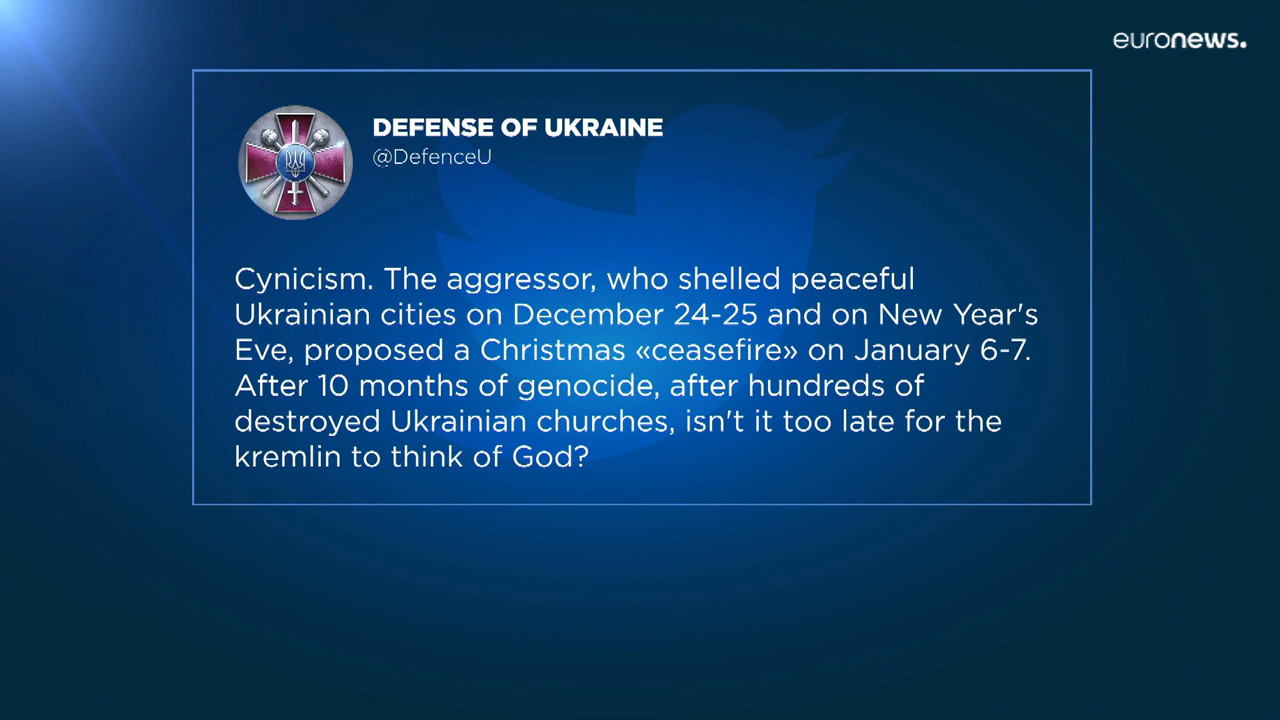 euronews.
DEFENSE OF UKRAINE
@DefenceU
Cynicism. The aggressor, who shelled peaceful
Ukrainian cities on December 24-25 and on New Year's
Eve, proposed a Christmas «ceasefire» on January 6-7.
After 10 months of genocide, after hundreds of
destroyed Ukrainian churches, isn't it too late for the
kremlin to think of God?